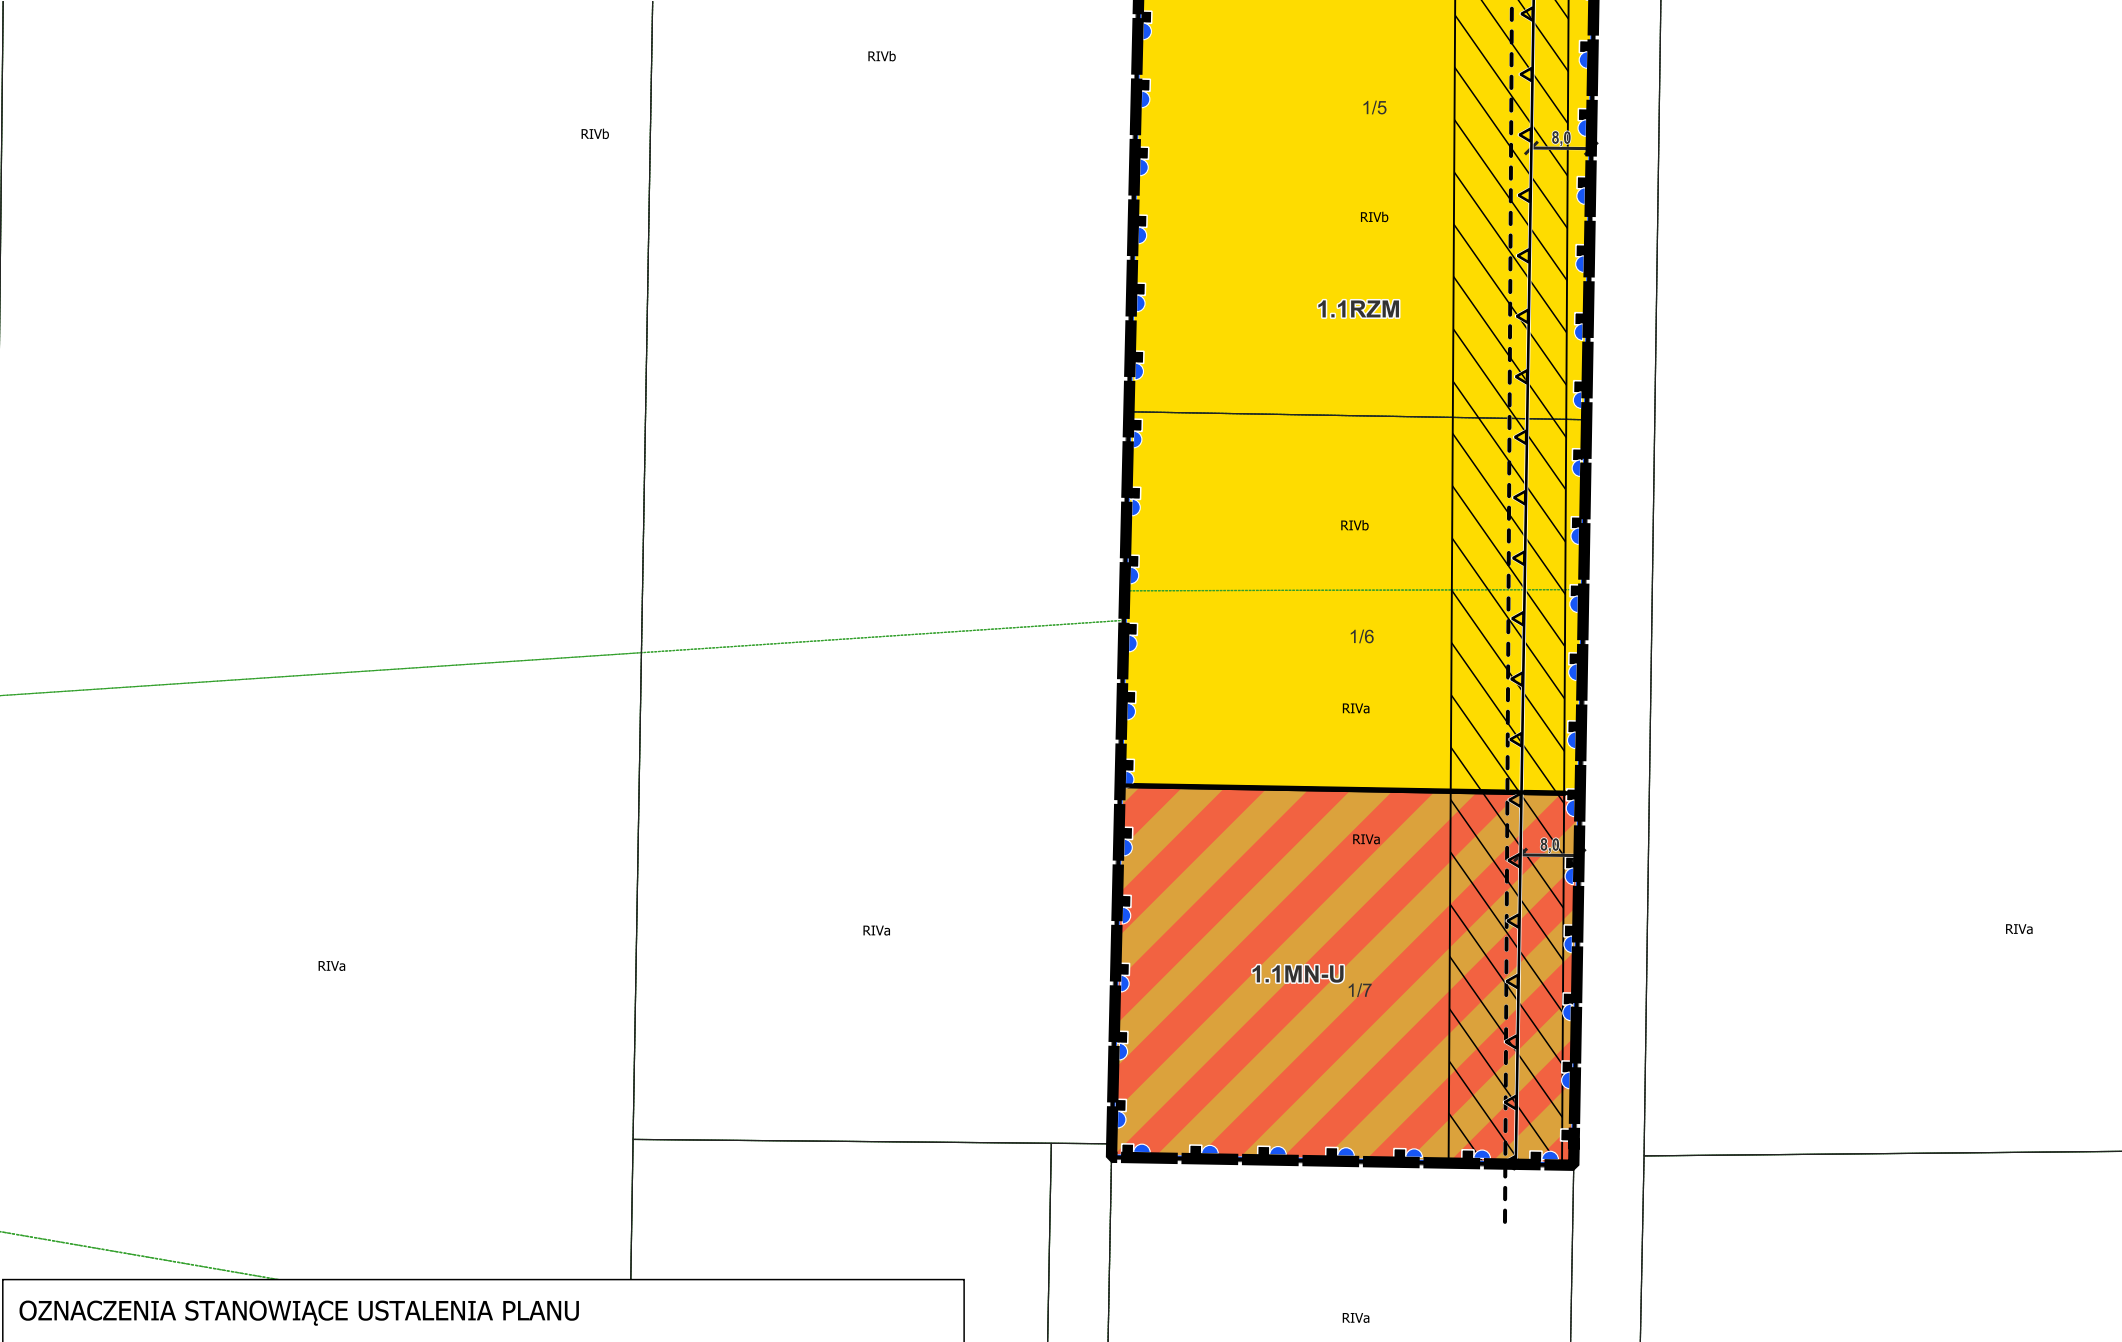 RIVb
1/5
RIVb
8,0
RIVb
1.1RZM
RIVb
1/6
RIVa
RIVa
8,0
RIVa
RIVa
RIVa
1.1MN-U
1/7
OZNACZENIA STANOWIĄCE USTALENIA PLANU
RIVa